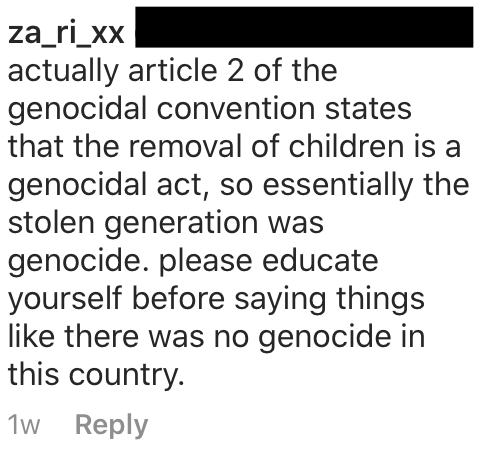 za_ri_xx
actually article 2 of the
genocidal convention states
that the removal of children is a
genocidal act, so essentially the
stolen generation was
genocide. please educate
yourself before saying things
like there was no genocide in
this country.
1w Reply